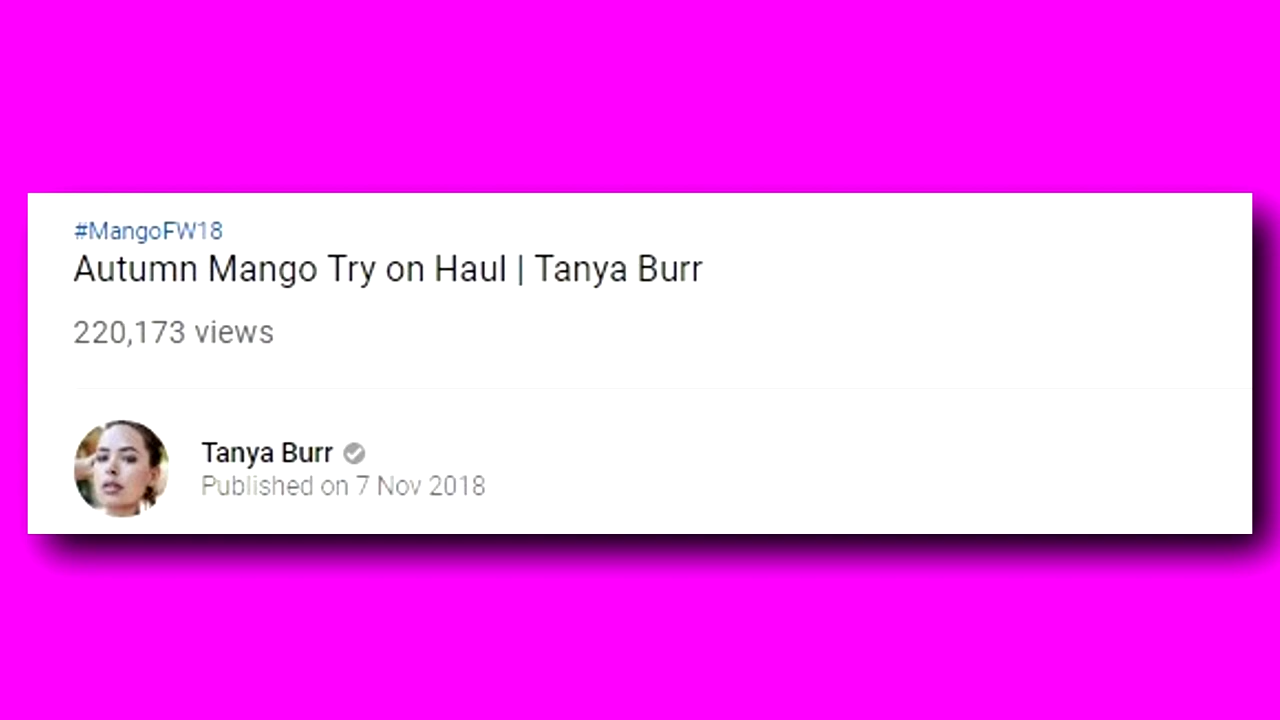 #MangoFW18
Autumn Mango Try on Haul | Tanya Burr
220,173 views
Tanya Burr
Published on 7 Nov 2018